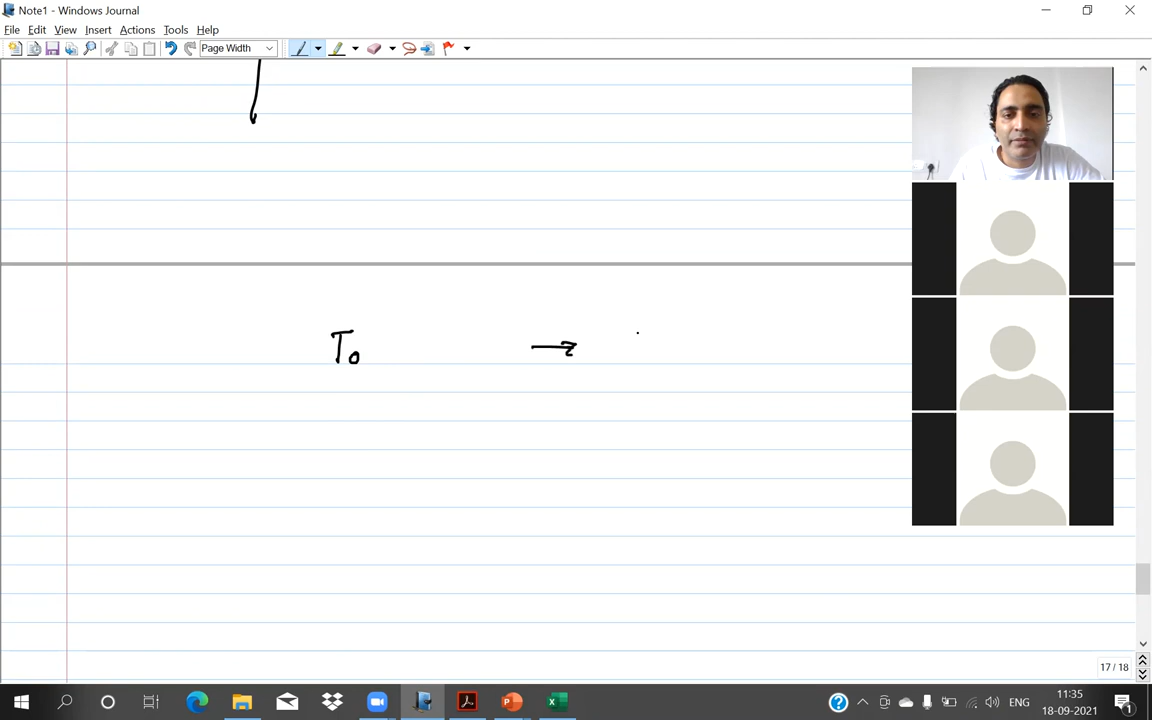 Note1 - Windows Journal
File Edit View Insert Actions Tools Help
Page Width
T₀ →
17 / 18
ENG
11:35
18-09-2021
1